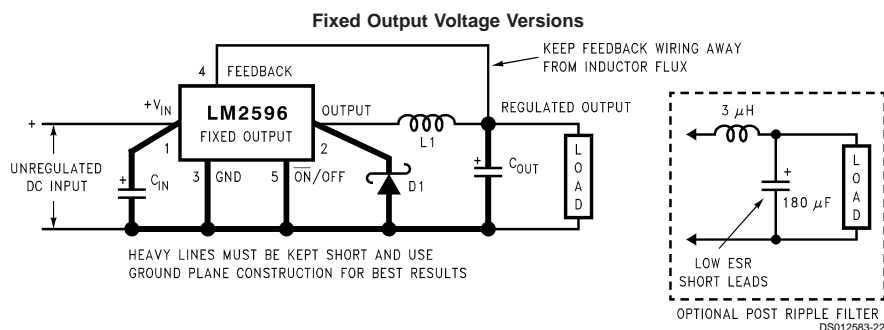 Fixed Output Voltage Versions
KEEP FEEDBACK WIRING AWAY
FROM INDUCTOR FLUX
4 FEEDBACK
+VIN
LM2596
FIXED OUTPUT
OUTPUT
REGULATED OUTPUT
+
1
2
L1
UNREGULATED
DC INPUT
+
CIN
3 GND
5 ON/OFF
D1
+
COUT
LOAD
HEAVY LINES MUST BE KEPT SHORT AND USE
GROUND PLANE CONSTRUCTION FOR BEST RESULTS
3 μH
+
180 μF
LOAD
LOW ESR
SHORT LEADS
OPTIONAL POST RIPPLE FILTER
DS012583-22